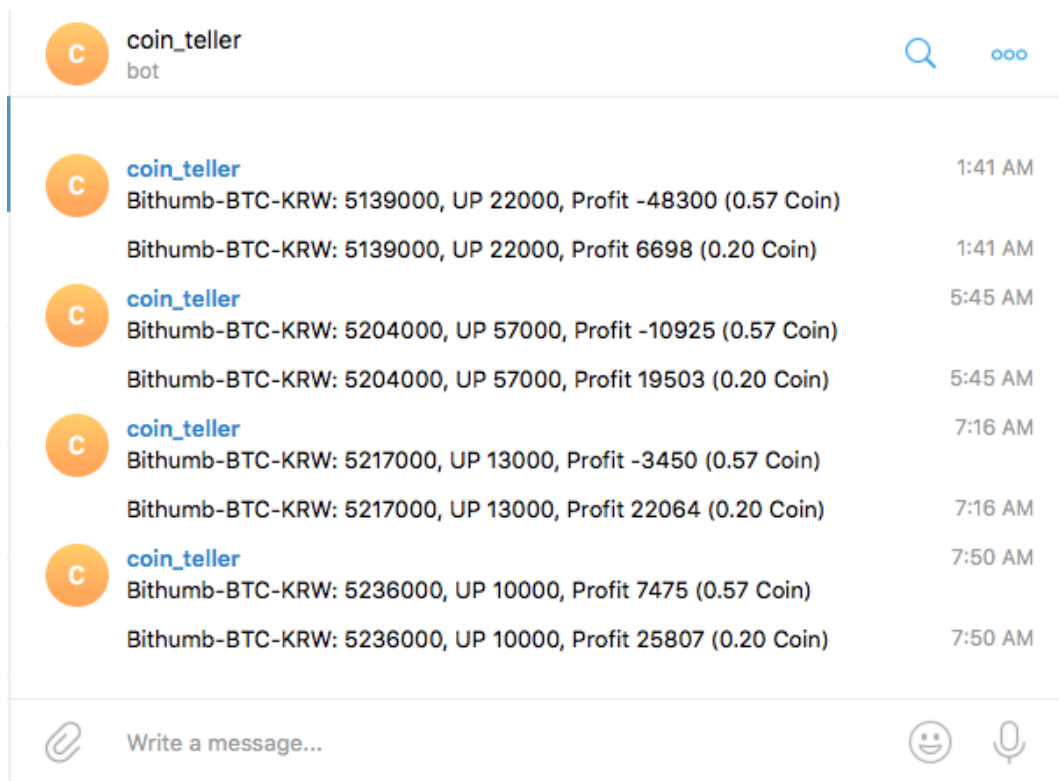 C
coin_teller
bot
ooo
C
coin_teller
1:41 AM
Bithumb-BTC-KRW: 5139000, UP 22000, Profit -48300 (0.57 Coin)
Bithumb-BTC-KRW: 5139000, UP 22000, Profit 6698 (0.20 Coin)
1:41 AM
C
coin_teller
5:45 AM
Bithumb-BTC-KRW: 5204000, UP 57000, Profit -10925 (0.57 Coin)
Bithumb-BTC-KRW: 5204000, UP 57000, Profit 19503 (0.20 Coin)
5:45 AM
C
coin_teller
7:16 AM
Bithumb-BTC-KRW: 5217000, UP 13000, Profit -3450 (0.57 Coin)
Bithumb-BTC-KRW: 5217000, UP 13000, Profit 22064 (0.20 Coin)
7:16 AM
C
coin_teller
7:50 AM
Bithumb-BTC-KRW: 5236000, UP 10000, Profit 7475 (0.57 Coin)
Bithumb-BTC-KRW: 5236000, UP 10000, Profit 25807 (0.20 Coin)
7:50 AM
Write a message...